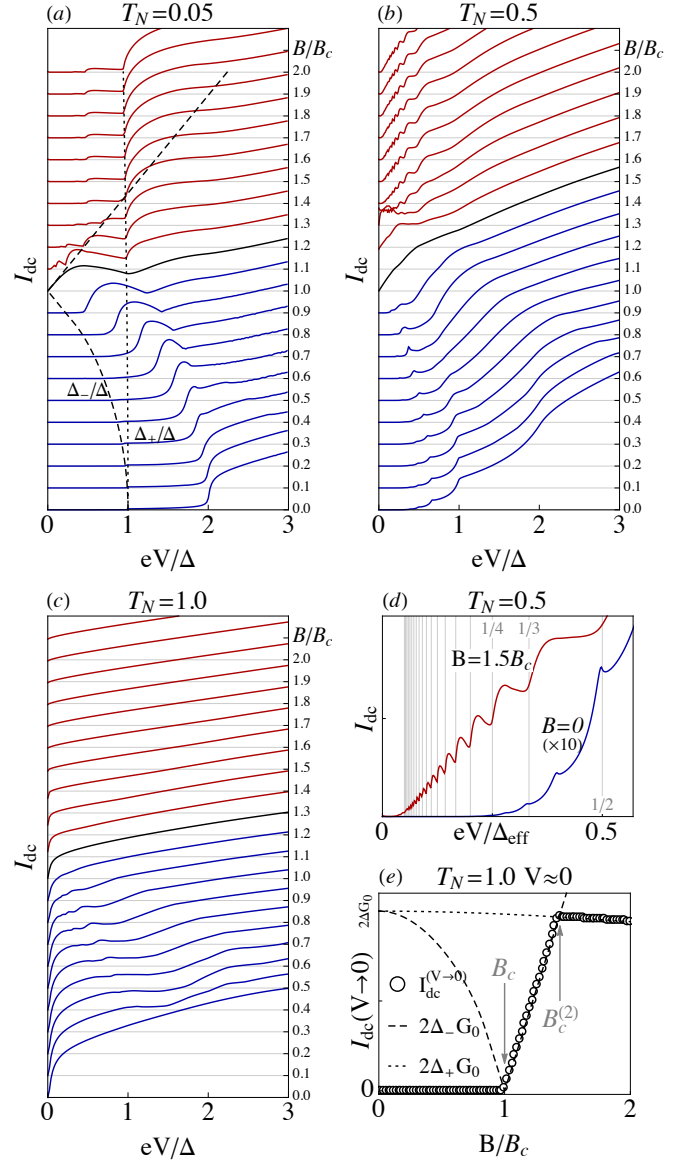 (a) T_N=0.05
B/B_c
2.0
1.9
1.8
1.7
1.6
1.5
1.4
1.3
1.2
1.1
1.0
0.9
0.8
0.7
0.6
0.5
0.4
0.3
0.2
0.1
0.0
I_dc
Δ_−/Δ
Δ_+/Δ
0 1 2 3
eV/Δ
(b) T_N=0.5
B/B_c
2.0
1.9
1.8
1.7
1.6
1.5
1.4
1.3
1.2
1.1
1.0
0.9
0.8
0.7
0.6
0.5
0.4
0.3
0.2
0.1
0.0
I_dc
0 1 2 3
eV/Δ
(c) T_N=1.0
B/B_c
2.0
1.9
1.8
1.7
1.6
1.5
1.4
1.3
1.2
1.1
1.0
0.9
0.8
0.7
0.6
0.5
0.4
0.3
0.2
0.1
0.0
I_dc
0 1 2 3
eV/Δ
(d) T_N=0.5
1/4 1/3
B=1.5B_c
B=0
(×10)
1/2
I_dc
0 0.5
eV/Δ_eff
(e) T_N=1.0 V≈0
2ΔG_0
B_c
B_c^(2)
I_dc^(V→0)
2Δ_−G_0
2Δ_+G_0
I_dc(V→0)
0
0 1 2
B/B_c